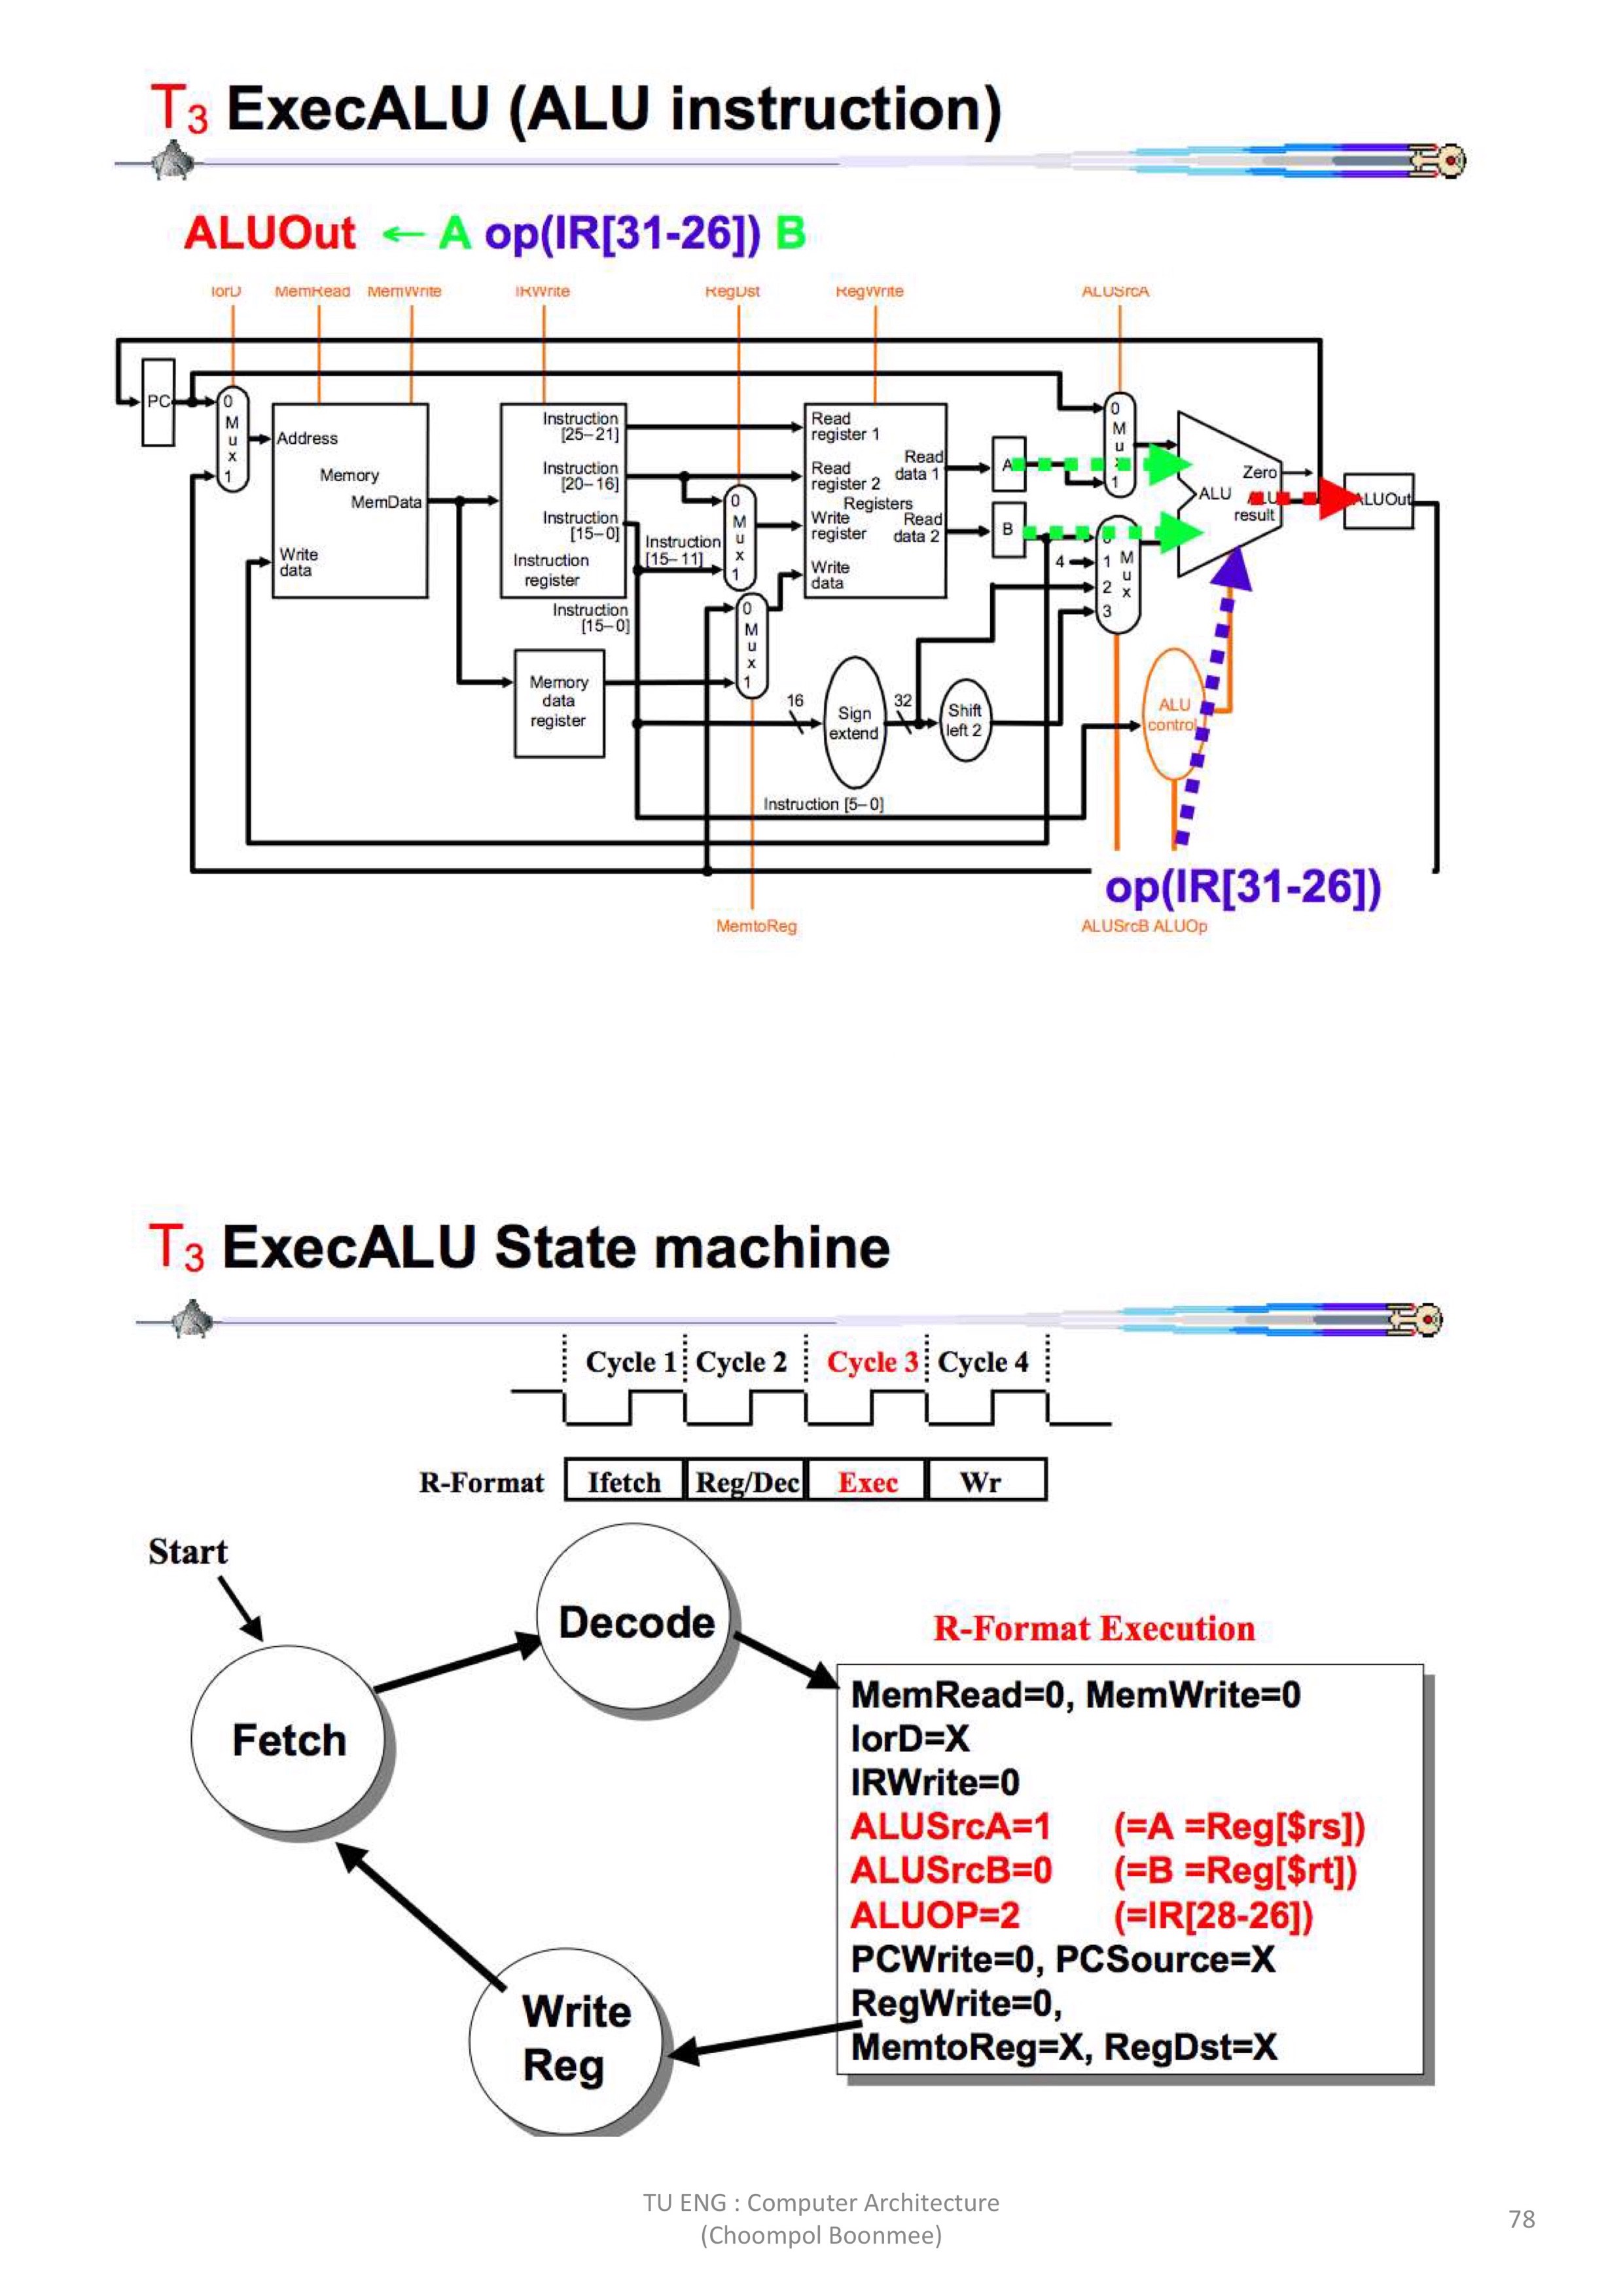 T3 ExecALU (ALU instruction)
ALUOut ← A op(IR[31-26]) B
IorD MemRead MemWrite IRWrite RegDst RegWrite ALUSrcA
PC
0
M
u
x
1
Address
Memory
MemData
Write
data
Instruction
[25–21]
Instruction
[20–16]
Instruction
[15–0]
Instruction
register
Instruction
[15–0]
Instruction
[15–11]
Memory
data
register
0
M
u
x
1
0
M
u
x
1
Read
register 1
Read
register 2
Registers
Write
register
Write
data
Read
data 1
Read
data 2
16
Sign
extend
32
Shift
left 2
Instruction [5–0]
A
B
4
0
M
u
1
1
2
3
M
u
x
Zero
ALU
ALU
result
ALUOut
ALU
control
op(IR[31-26])
MemtoReg
ALUSrcB ALUOp
T3 ExecALU State machine
Cycle 1 Cycle 2 Cycle 3 Cycle 4
R-Format Ifetch Reg/Dec Exec Wr
Start
Fetch
Decode
R-Format Execution
MemRead=0, MemWrite=0
IorD=X
IRWrite=0
ALUSrcA=1 (=A =Reg[$rs])
ALUSrcB=0 (=B =Reg[$rt])
ALUOP=2 (=IR[28-26])
PCWrite=0, PCSource=X
RegWrite=0,
MemtoReg=X, RegDst=X
Write
Reg
TU ENG : Computer Architecture
(Choompol Boonmee)
78